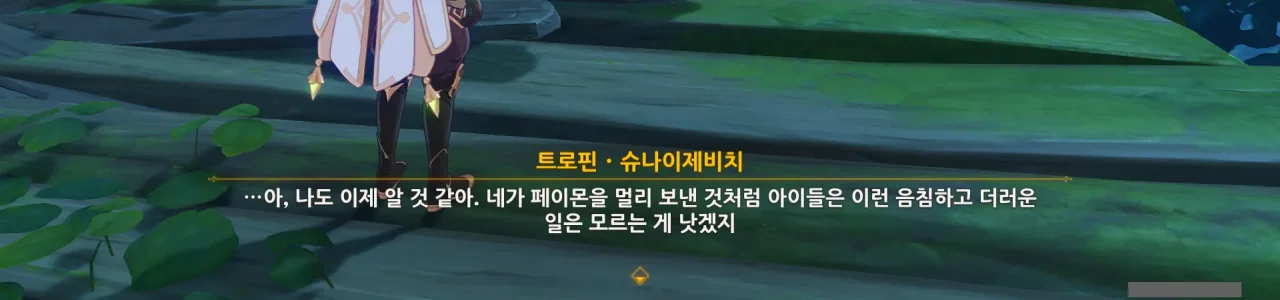 트로핀 · 슈나이제비치
…아, 나도 이제 알 것 같아. 네가 페이몬을 멀리 보낸 것처럼 아이들은 이런 음침하고 더러운
일은 모르는 게 낫겠지